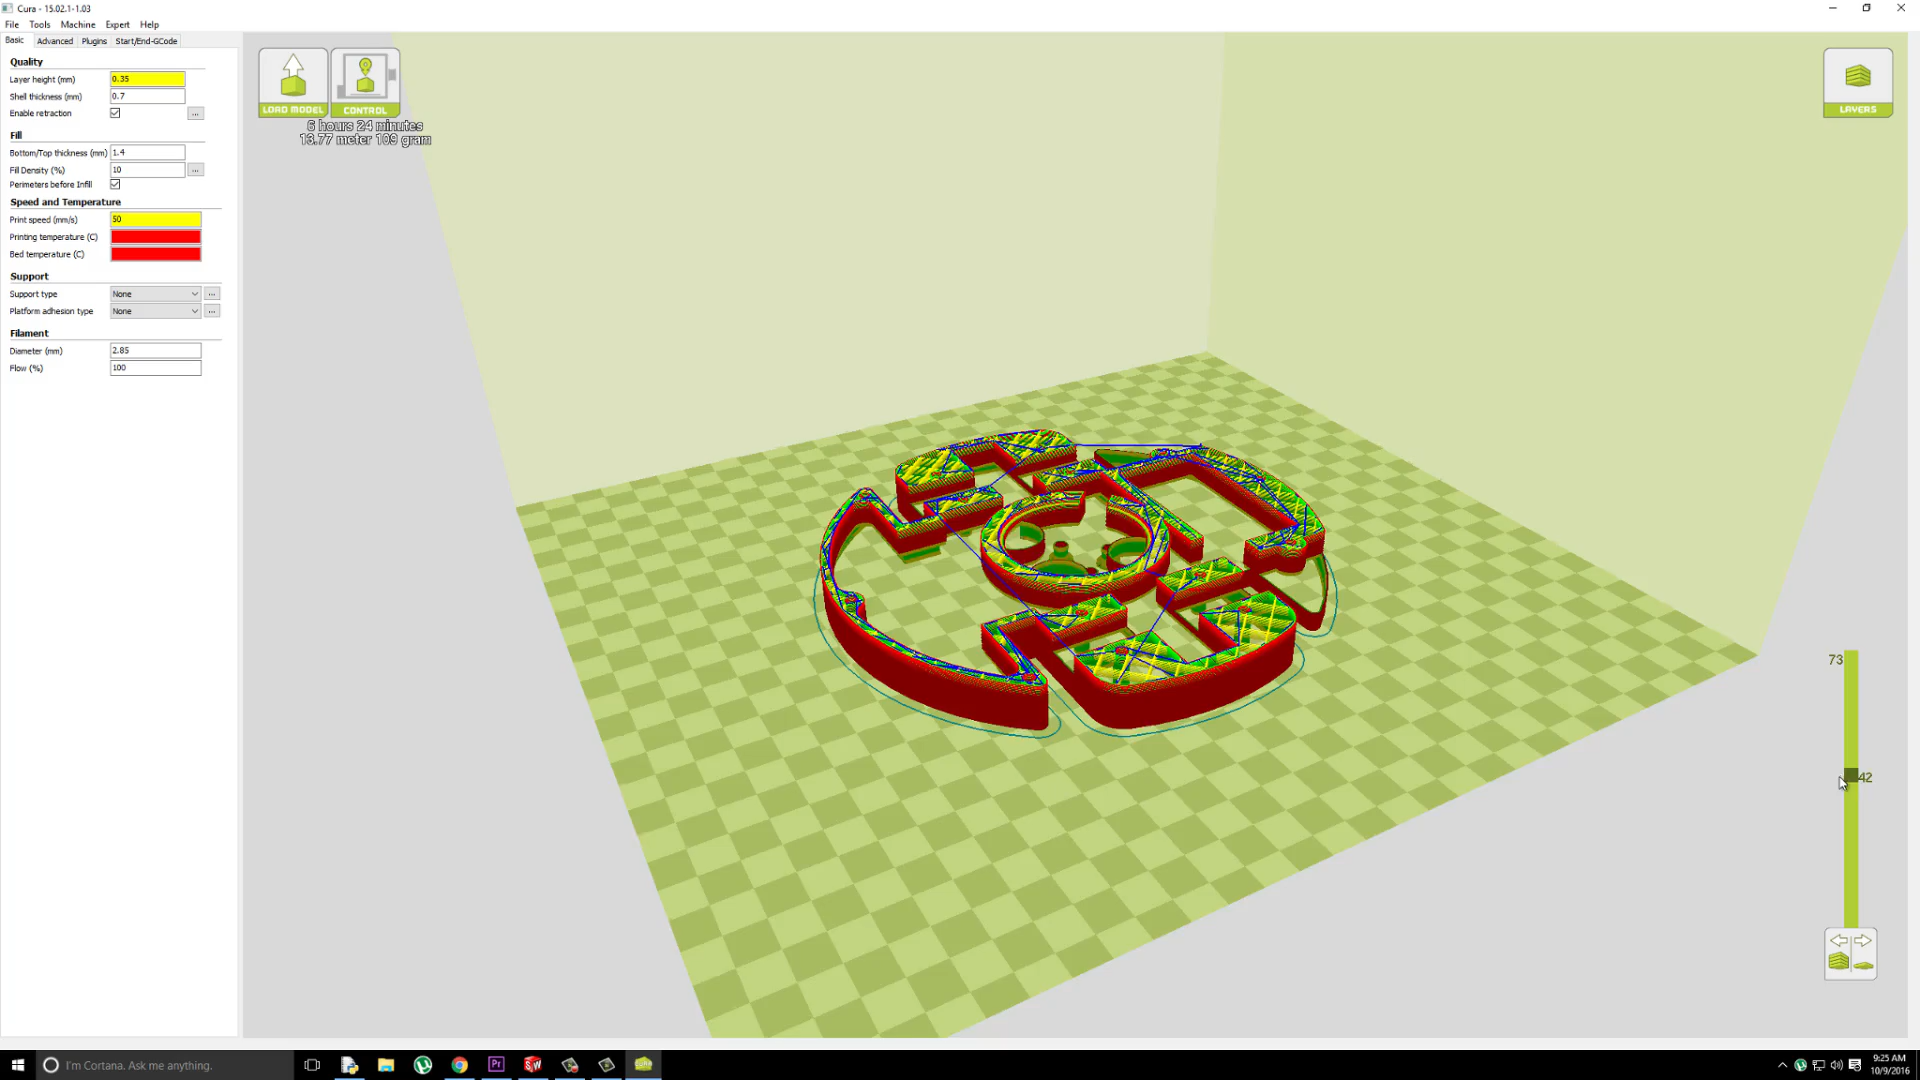 Cura - 15.02.1-1.03
File Tools Machine Expert Help
Basic Advanced Plugins Start/End-GCode
Quality
Layer height (mm) 0.35
Shell thickness (mm) 0.7
Enable retraction ...
Fill
Bottom/Top thickness (mm) 1.4
Fill Density (%) 10 ...
Perimeters before Infill
Speed and Temperature
Print speed (mm/s) 50
Printing temperature (C)
Bed temperature (C)
Support
Support type None ...
Platform adhesion type None ...
Filament
Diameter (mm) 2.85
Flow (%) 100
LOAD MODEL CONTROL
6 hours 24 minutes
13.77 meter 109 gram
LAYERS
73
42
I'm Cortana. Ask me anything.
Pr
SW
9:25 AM
10/9/2016